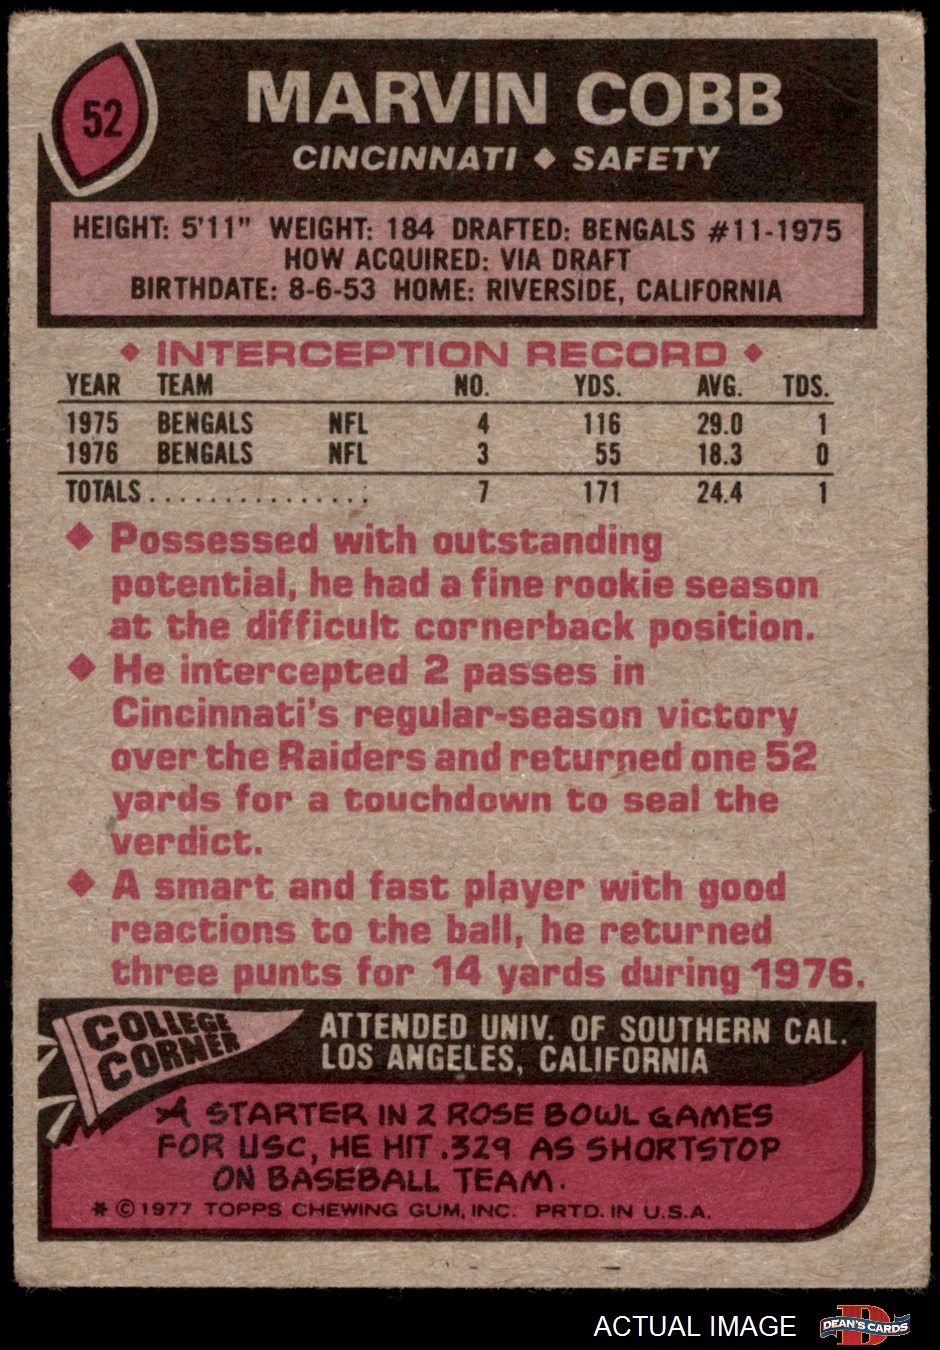 52
MARVIN COBB
CINCINNATI ◆ SAFETY
HEIGHT: 5'11" WEIGHT: 184 DRAFTED: BENGALS #11-1975
HOW ACQUIRED: VIA DRAFT
BIRTHDATE: 8-6-53 HOME: RIVERSIDE, CALIFORNIA
◆ INTERCEPTION RECORD ◆
YEAR TEAM NO. YDS. AVG. TDS.
1975 BENGALS NFL 4 116 29.0 1
1976 BENGALS NFL 3 55 18.3 0
TOTALS................ 7 171 24.4 1
◆ Possessed with outstanding
potential, he had a fine rookie season
at the difficult cornerback position.
◆ He intercepted 2 passes in
Cincinnati's regular-season victory
over the Raiders and returned one 52
yards for a touchdown to seal the
verdict.
◆ A smart and fast player with good
reactions to the ball, he returned
three punts for 14 yards during 1976.
COLLEGE
CORNER
ATTENDED UNIV. OF SOUTHERN CAL.
LOS ANGELES, CALIFORNIA
A STARTER IN 2 ROSE BOWL GAMES
FOR USC, HE HIT .329 AS SHORTSTOP
ON BASEBALL TEAM.
* © 1977 TOPPS CHEWING GUM, INC. PRTD. IN U.S.A.
ACTUAL IMAGE
D
DEAN'S CARDS